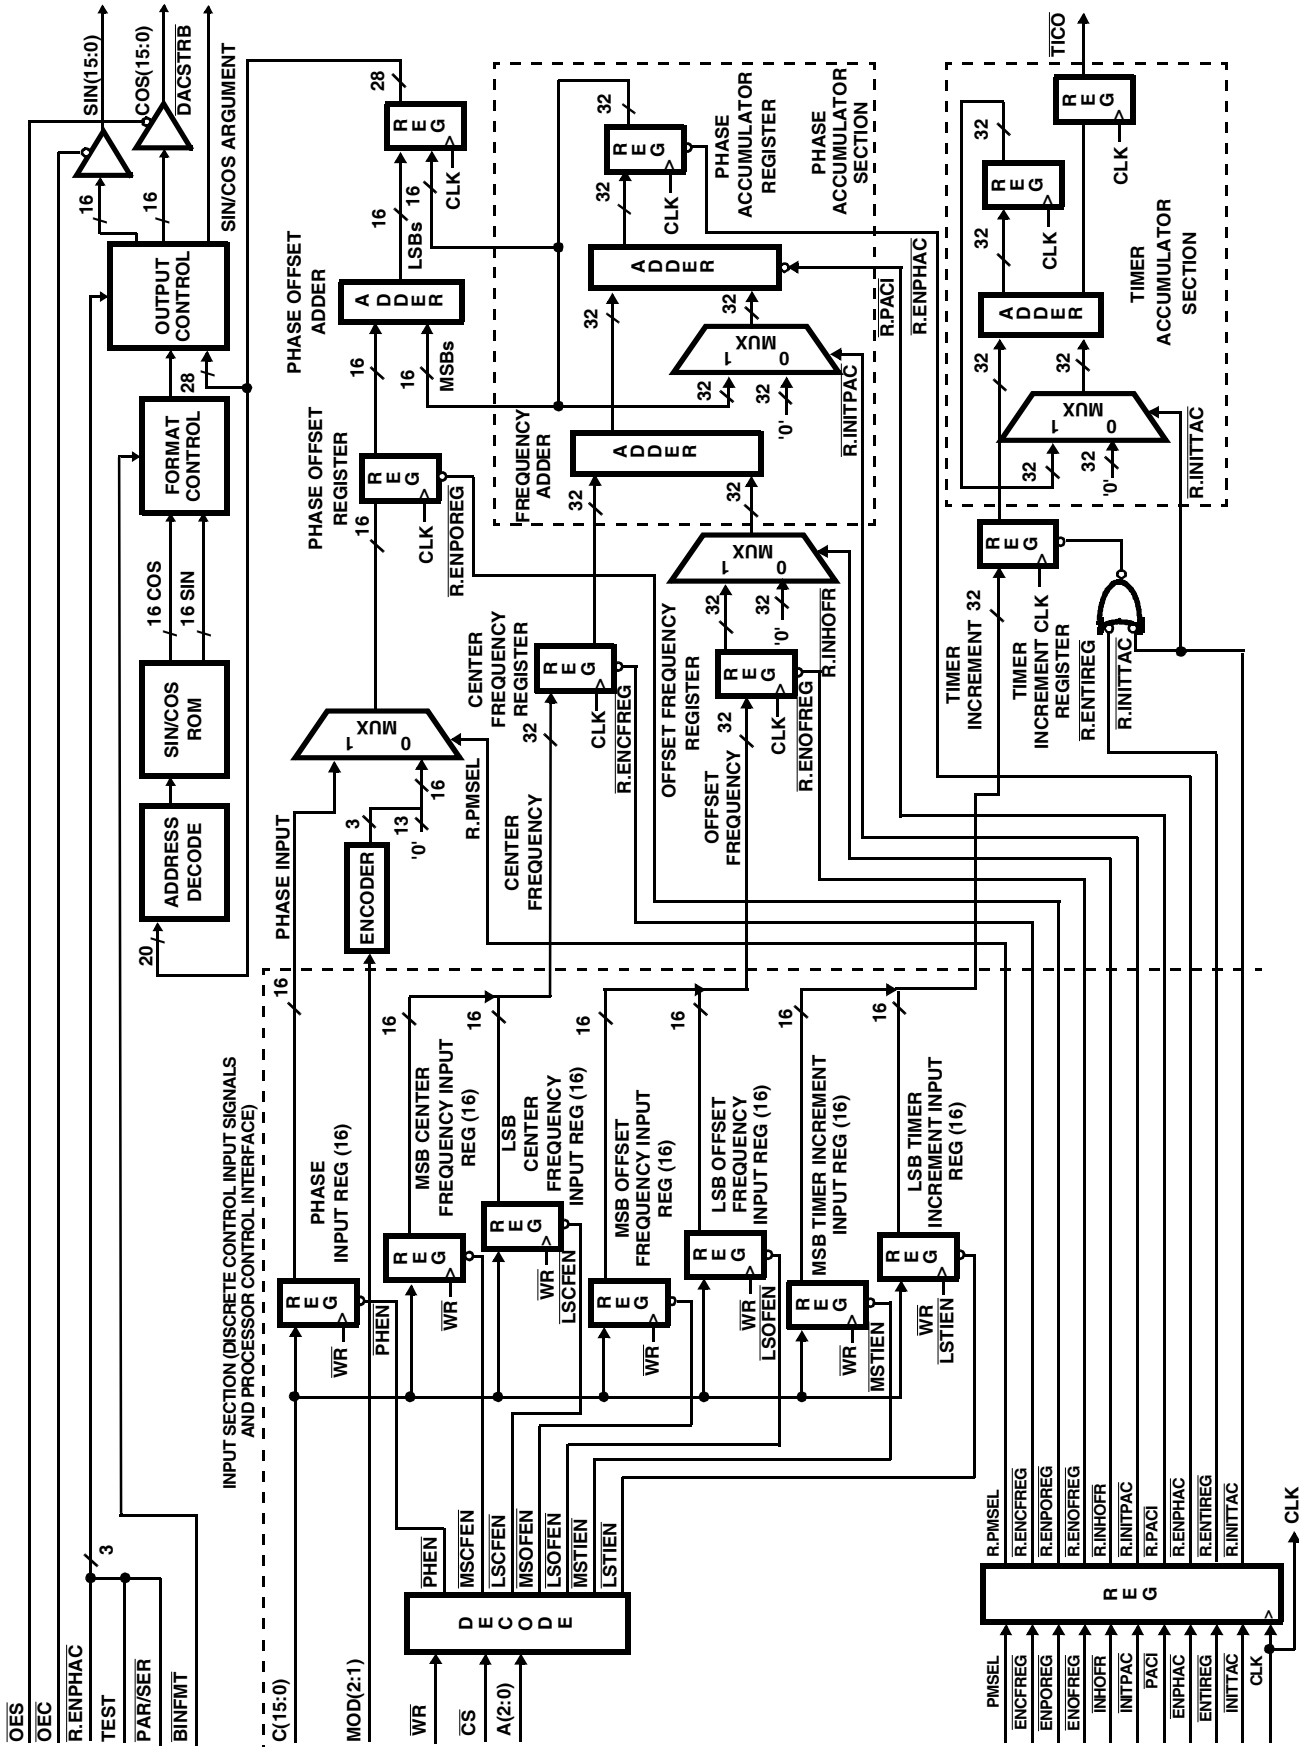 OES
OEC
R.ENPHAC
TEST
PAR/SER
BINFMT
3
C(15:0)
MOD(2:1)
WR
CS
A(2:0)
DECODE
PHEN
MSCFEN
LSCFEN
MSOFEN
LSOFEN
MSTIEN
LSTIEN
PMSEL
ENCFREG
ENPOREG
ENOFREG
INHOFR
INITPAC
PACI
ENPHAC
ENTIREG
INITTAC
CLK
REG
>
CLK
R.PMSEL
R.ENCFREG
R.ENPOREG
R.ENOFREG
R.INHOFR
R.INITPAC
R.PACI
R.ENPHAC
R.ENTIREG
R.INITTAC
INPUT SECTION (DISCRETE CONTROL INPUT SIGNALS
AND PROCESSOR CONTROL INTERFACE)
PHASE
INPUT REG (16)
REG
>
WR
PHEN
16
MSB CENTER
FREQUENCY INPUT
REG (16)
REG
>
WR
16
LSB
CENTER
FREQUENCY
INPUT REG (16)
REG
>
WR
LSCFEN
16
MSB OFFSET
FREQUENCY INPUT
REG (16)
REG
>
WR
16
LSB OFFSET
FREQUENCY
INPUT REG (16)
REG
>
WR
LSOFEN
16
MSB TIMER INCREMENT
INPUT REG (16)
REG
>
WR
MSTIEN
16
LSB TIMER
INCREMENT INPUT
REG (16)
REG
>
WR
LSTIEN
16
20
ADDRESS
DECODE
SIN/COS
ROM
16 COS
16 SIN
FORMAT
CONTROL
28
OUTPUT
CONTROL
16
16
SIN(15:0)
COS(15:0)
DACSTRB
SIN/COS ARGUMENT
PHASE INPUT
ENCODER
3
13
'0'
16
MUX
1
0
R.PMSEL
16
PHASE OFFSET
REGISTER
REG
>
CLK
R.ENPOREG
16
16
MSBs
PHASE OFFSET
ADDER
ADDER
16
LSBs
16
REG
>
CLK
28
CENTER
FREQUENCY
32
CENTER
FREQUENCY
REGISTER
REG
>
CLK
R.ENCFREG
32
FREQUENCY
ADDER
ADDER
OFFSET
FREQUENCY
32
OFFSET FREQUENCY
REGISTER
REG
>
CLK
R.ENOFREG
32
32
'0'
MUX
1
0
R.INHOFR
32
32
32
32
'0'
MUX
1
0
R.INITPAC
32
ADDER
R.PACI
R.ENPHAC
32
REG
>
CLK
32
PHASE
ACCUMULATOR
REGISTER
PHASE
ACCUMULATOR
SECTION
TIMER
INCREMENT
32
TIMER
INCREMENT CLK
REGISTER
REG
>
R.ENTIREG
R.INITTAC
32
32
32
'0'
MUX
1
0
R.INITTAC
32
ADDER
32
REG
>
CLK
32
TIMER
ACCUMULATOR
SECTION
REG
>
CLK
TICO